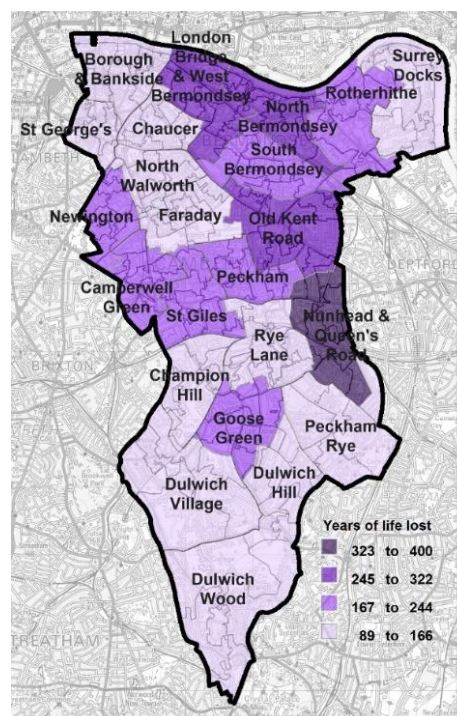 London
Bridge
& West
Bermondsey
Borough
& Bankside
Surrey
Docks
Rotherhithe
North
Bermondsey
St George's
Chaucer
South
Bermondsey
LAMBETH
North
Walworth
Newington
Faraday
Old Kent
Road
DEPTFORD
Peckham
Camberwell
Green
St Giles
Nunhead &
Queen's
Road
Rye
Lane
BRIXTON
Champion
Hill
Goose
Green
Peckham
Rye
Dulwich
Village
Dulwich
Hill
Years of life lost
323 to 400
245 to 322
167 to 244
89 to 166
Dulwich
Wood
STREATHAM